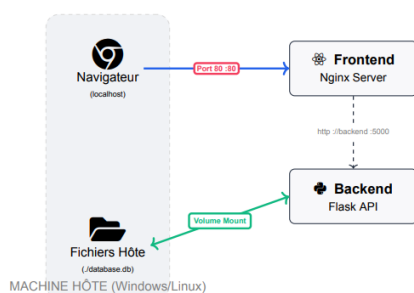 Navigateur
(localhost)
Port 80 :80
Frontend
Nginx Server
http ://backend :5000
Backend
Flask API
Volume Mount
Fichiers Hôte
(./database.db)
MACHINE HÔTE (Windows/Linux)